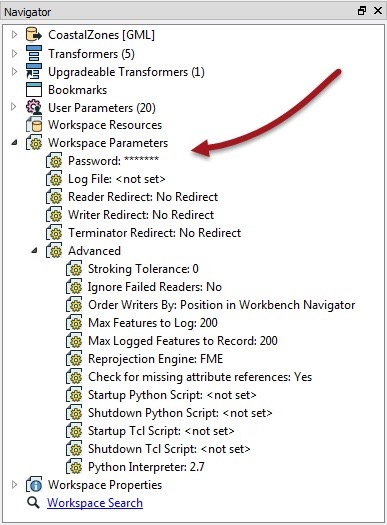 Navigator
CoastalZones [GML]
Transformers (5)
Upgradeable Transformers (1)
Bookmarks
User Parameters (20)
Workspace Resources
Workspace Parameters
Password: *******
Log File: <not set>
Reader Redirect: No Redirect
Writer Redirect: No Redirect
Terminator Redirect: No Redirect
Advanced
Stroking Tolerance: 0
Ignore Failed Readers: No
Order Writers By: Position in Workbench Navigator
Max Features to Log: 200
Max Logged Features to Record: 200
Reprojection Engine: FME
Check for missing attribute references: Yes
Startup Python Script: <not set>
Shutdown Python Script: <not set>
Startup Tcl Script: <not set>
Shutdown Tcl Script: <not set>
Python Interpreter: 2.7
Workspace Properties
Workspace Search